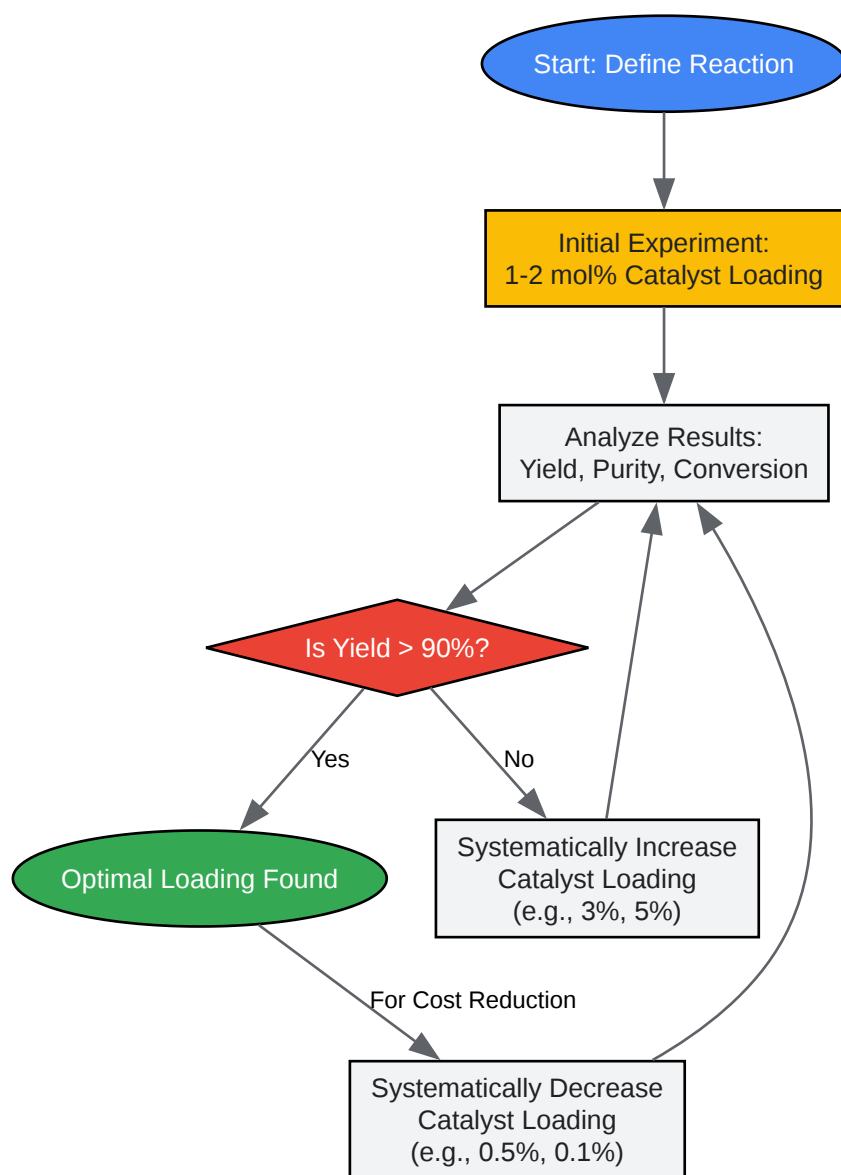 Start: Define Reaction
Initial Experiment:
1-2 mol% Catalyst Loading
Analyze Results:
Yield, Purity, Conversion
Is Yield > 90%?
Yes
No
Optimal Loading Found
Systematically Increase
Catalyst Loading
(e.g., 3%, 5%)
For Cost Reduction
Systematically Decrease
Catalyst Loading
(e.g., 0.5%, 0.1%)